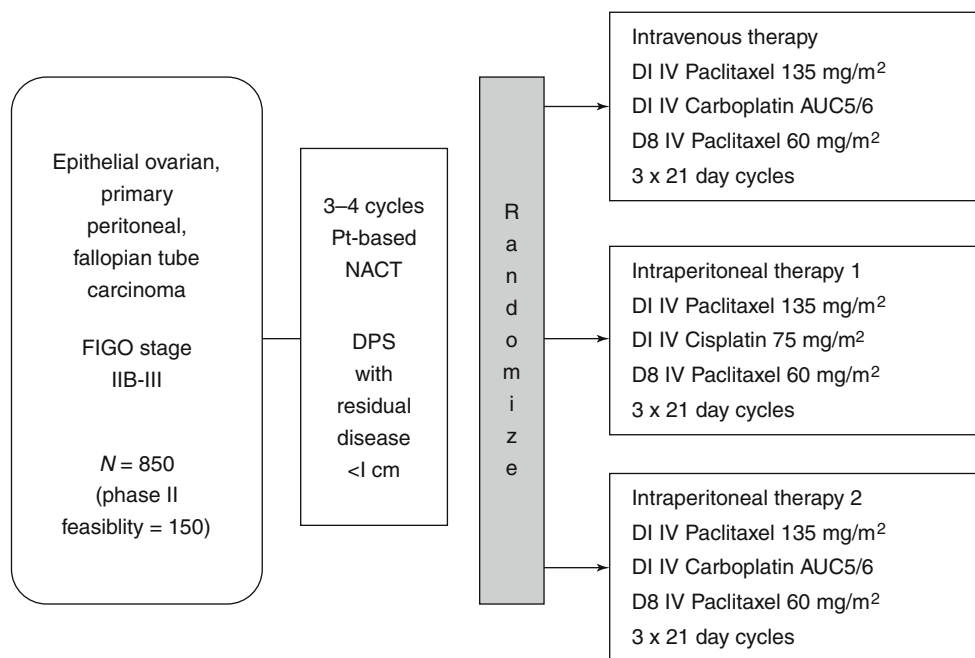 Epithelial ovarian,
primary
peritoneal,
fallopian tube
carcinoma
FIGO stage
IIB-III
N = 850
(phase II
feasiblity = 150)
3–4 cycles
Pt-based
NACT
DPS
with
residual
disease
<I cm
R
a
n
d
o
m
i
z
e
Intravenous therapy
DI IV Paclitaxel 135 mg/m²
DI IV Carboplatin AUC5/6
D8 IV Paclitaxel 60 mg/m²
3 x 21 day cycles
Intraperitoneal therapy 1
DI IV Paclitaxel 135 mg/m²
DI IV Cisplatin 75 mg/m²
D8 IV Paclitaxel 60 mg/m²
3 x 21 day cycles
Intraperitoneal therapy 2
DI IV Paclitaxel 135 mg/m²
DI IV Carboplatin AUC5/6
D8 IV Paclitaxel 60 mg/m²
3 x 21 day cycles